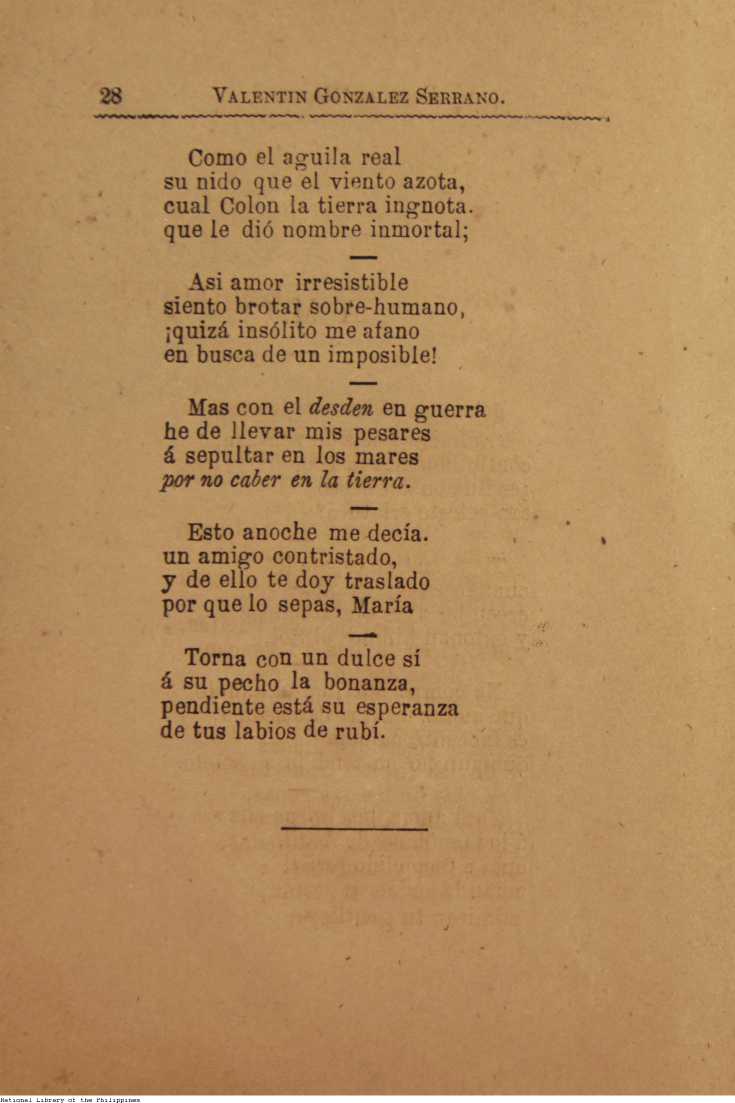 28 VALENTIN GONZALEZ SERRANO.
Como el aguila real
su nido que el viento azota,
cual Colon la tierra ingnota.
que le dió nombre inmortal;
Asi amor irresistible
siento brotar sobre-humano,
¡quizá insólito me afano
en busca de un imposible!
Mas con el desden en guerra
he de llevar mis pesares
á sepultar en los mares
por no caber en la tierra.
Esto anoche me decía.
un amigo contristado,
y de ello te doy traslado
por que lo sepas, María
Torna con un dulce sí
á su pecho la bonanza,
pendiente está su esperanza
de tus labios de rubí.
National Library of the Philippines